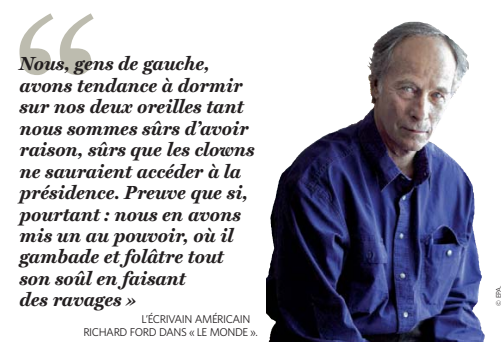 “
Nous, gens de gauche,
avons tendance à dormir
sur nos deux oreilles tant
nous sommes sûrs d’avoir
raison, sûrs que les clowns
ne sauraient accéder à la
présidence. Preuve que si,
pourtant : nous en avons
mis un au pouvoir, où il
gambade et folâtre tout
son soûl en faisant
des ravages »
L’ÉCRIVAIN AMÉRICAIN
RICHARD FORD DANS « LE MONDE ».
© EPA.